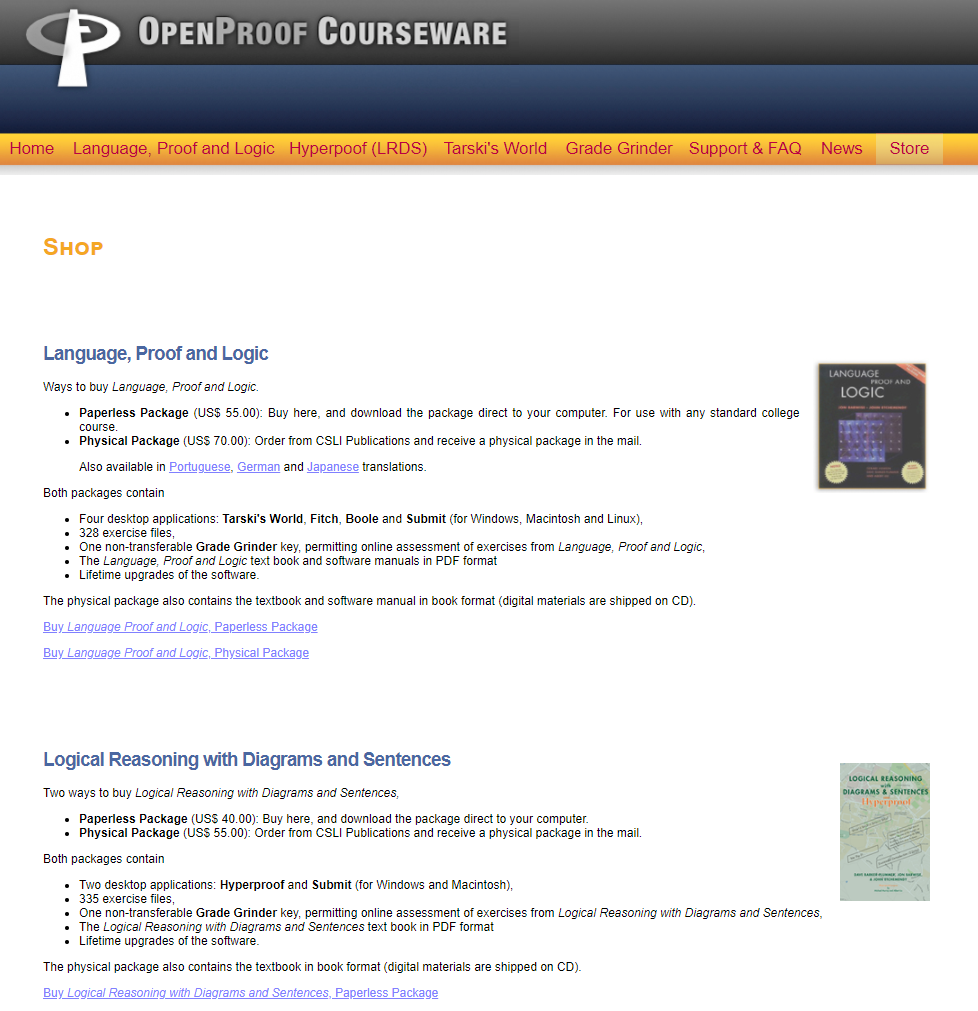 OpenProof Courseware
Home Language, Proof and Logic Hyperpoof (LRDS) Tarski's World Grade Grinder Support & FAQ News Store
Shop
Language, Proof and Logic
LANGUAGE
PROOF AND
LOGIC
Ways to buy Language, Proof and Logic.
• Paperless Package (US$ 55.00): Buy here, and download the package direct to your computer. For use with any standard college
course.
• Physical Package (US$ 70.00): Order from CSLI Publications and receive a physical package in the mail.
Also available in Portuguese, German and Japanese translations.
Both packages contain
• Four desktop applications: Tarski's World, Fitch, Boole and Submit (for Windows, Macintosh and Linux),
• 328 exercise files,
• One non-transferable Grade Grinder key, permitting online assessment of exercises from Language, Proof and Logic,
• The Language, Proof and Logic text book and software manuals in PDF format
• Lifetime upgrades of the software.
The physical package also contains the textbook and software manual in book format (digital materials are shipped on CD).
Buy Language Proof and Logic, Paperless Package
Buy Language Proof and Logic, Physical Package
Logical Reasoning with Diagrams and Sentences
LOGICAL REASONING
with
DIAGRAMS & SENTENCES
Hyperproof
Two ways to buy Logical Reasoning with Diagrams and Sentences,
• Paperless Package (US$ 40.00): Buy here, and download the package direct to your computer.
• Physical Package (US$ 55.00): Order from CSLI Publications and receive a physical package in the mail.
Both packages contain
• Two desktop applications: Hyperproof and Submit (for Windows and Macintosh),
• 335 exercise files,
• One non-transferable Grade Grinder key, permitting online assessment of exercises from Logical Reasoning with Diagrams and Sentences,
• The Logical Reasoning with Diagrams and Sentences text book in PDF format
• Lifetime upgrades of the software.
The physical package also contains the textbook in book format (digital materials are shipped on CD).
Buy Logical Reasoning with Diagrams and Sentences, Paperless Package